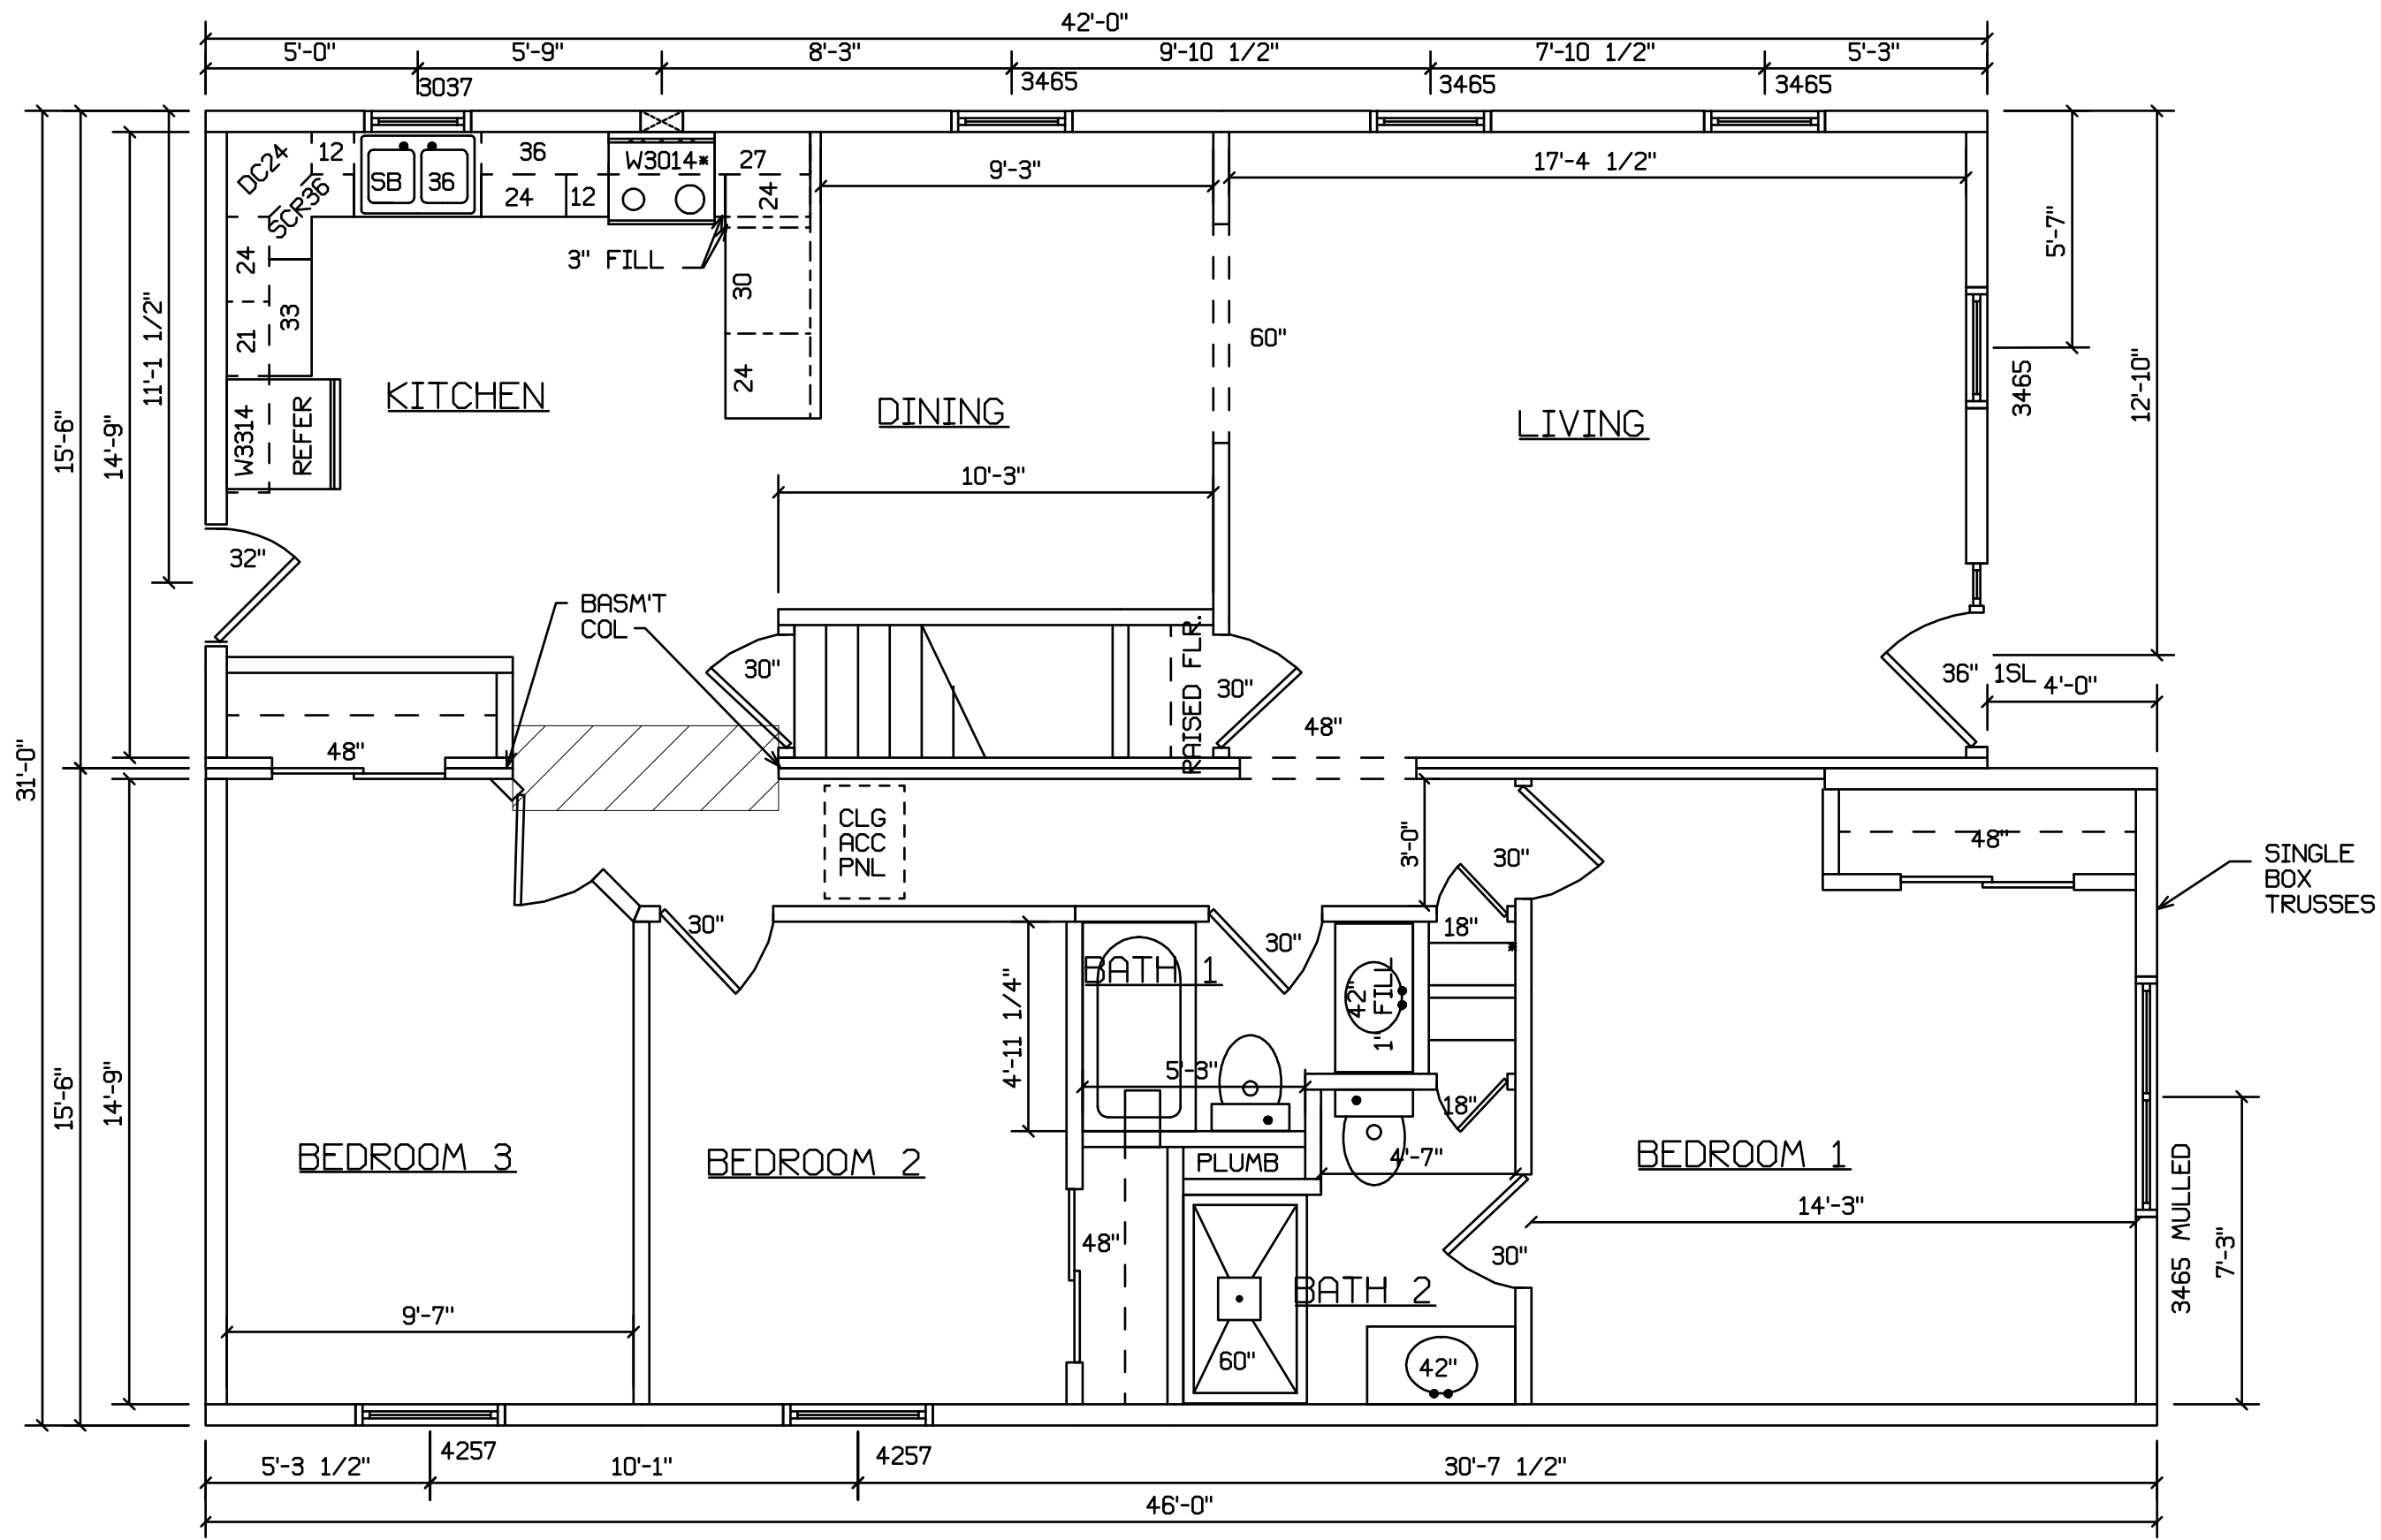 42'-0"
5'-0"
5'-9"
8'-3"
9'-10 1/2"
7'-10 1/2"
5'-3"
3037
3465
3465
3465
DC24
12
36
W3014*
27
SB 36
24
12
24
SCR36
9'-3"
17'-4 1/2"
5'-7"
3" FILL
24
30
33
21
24
60"
11'-1 1/2"
3465
12'-10"
KITCHEN
DINING
LIVING
15'-6"
14'-9"
W3314
REFER
10'-3"
32"
BASM'T
COL
30"
RAISED FLR.
30"
36" 1SL
4'-0"
48"
48"
31'-0"
CLG
ACC
PNL
3'-0"
30"
48"
SINGLE
BOX
TRUSSES
30"
30"
18"
*
BATH 1
42"
1" FILL
4'-11 1/4"
5'-3"
15'-6"
14'-9"
18"
BEDROOM 3
BEDROOM 2
PLUMB
4'-7"
BEDROOM 1
3465 MULLED
14'-3"
7'-3"
48"
30"
BATH 2
9'-7"
60"
42"
5'-3 1/2"
4257
10'-1"
4257
30'-7 1/2"
46'-0"